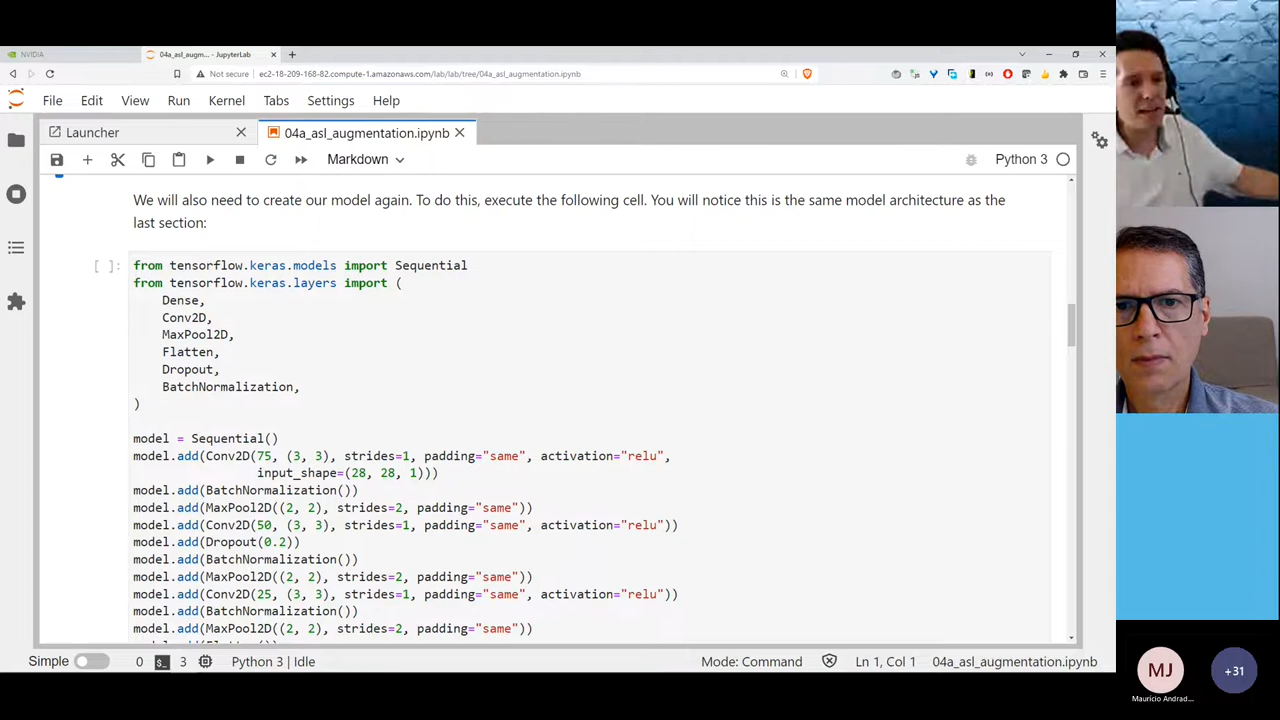 NVIDIA
04a_asl_augm... - JupyterLab
Not secure ec2-18-209-168-82.compute-1.amazonaws.com/lab/lab/tree/04a_asl_augmentation.ipynb
File Edit View Run Kernel Tabs Settings Help
Launcher
04a_asl_augmentation.ipynb
Markdown
Python 3
We will also need to create our model again. To do this, execute the following cell. You will notice this is the same model architecture as the
last section:
[ ]: from tensorflow.keras.models import Sequential
from tensorflow.keras.layers import (
Dense,
Conv2D,
MaxPool2D,
Flatten,
Dropout,
BatchNormalization,
)
model = Sequential()
model.add(Conv2D(75, (3, 3), strides=1, padding="same", activation="relu",
input_shape=(28, 28, 1)))
model.add(BatchNormalization())
model.add(MaxPool2D((2, 2), strides=2, padding="same"))
model.add(Conv2D(50, (3, 3), strides=1, padding="same", activation="relu"))
model.add(Dropout(0.2))
model.add(BatchNormalization())
model.add(MaxPool2D((2, 2), strides=2, padding="same"))
model.add(Conv2D(25, (3, 3), strides=1, padding="same", activation="relu"))
model.add(BatchNormalization())
model.add(MaxPool2D((2, 2), strides=2, padding="same"))
Simple 0 $_ 3 Python 3 | Idle
Mode: Command Ln 1, Col 1 04a_asl_augmentation.ipynb
MJ
+31
Maurício Andrad...